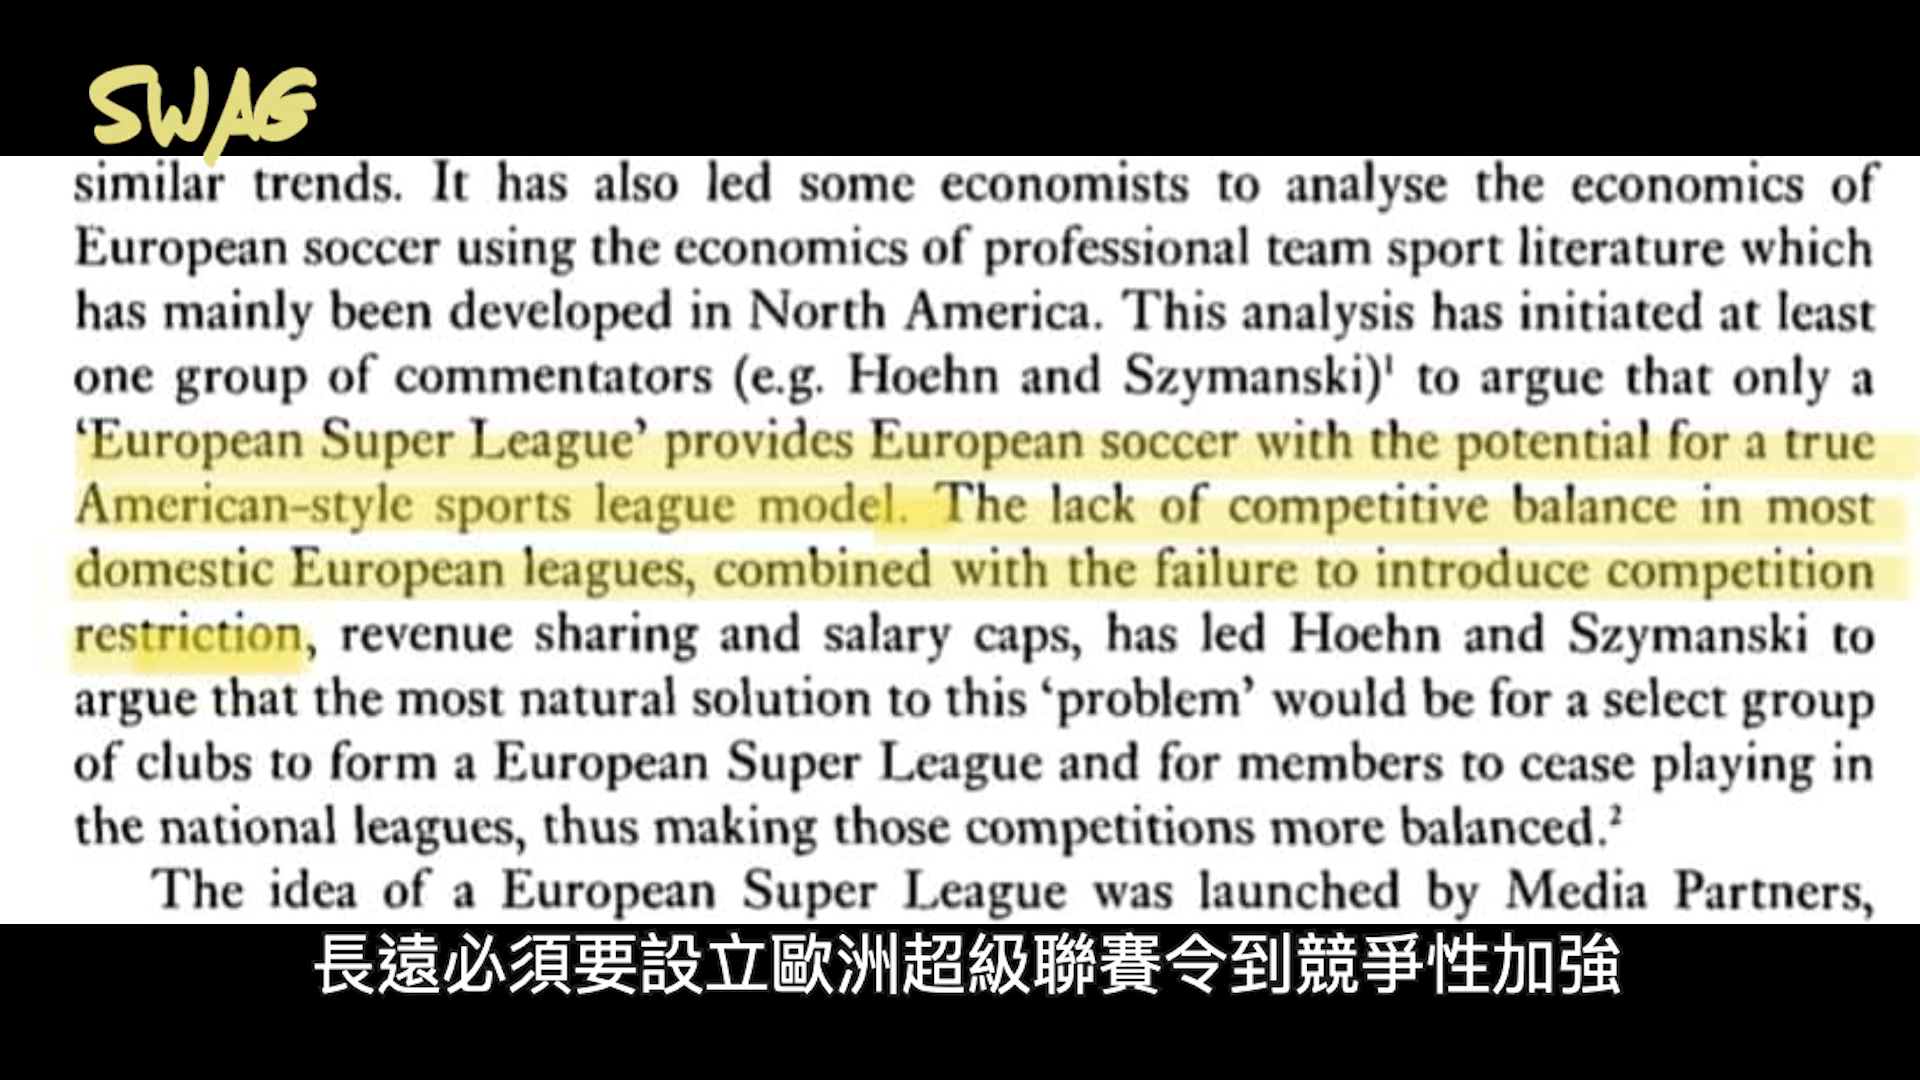 SWAG
similar trends. It has also led some economists to analyse the economics of
European soccer using the economics of professional team sport literature which
has mainly been developed in North America. This analysis has initiated at least
one group of commentators (e.g. Hoehn and Szymanski)¹ to argue that only a
‘European Super League’ provides European soccer with the potential for a true
American-style sports league model. The lack of competitive balance in most
domestic European leagues, combined with the failure to introduce competition
restriction, revenue sharing and salary caps, has led Hoehn and Szymanski to
argue that the most natural solution to this ‘problem’ would be for a select group
of clubs to form a European Super League and for members to cease playing in
the national leagues, thus making those competitions more balanced.²
The idea of a European Super League was launched by Media Partners,
長遠必須要設立歐洲超級聯賽令到競爭性加強